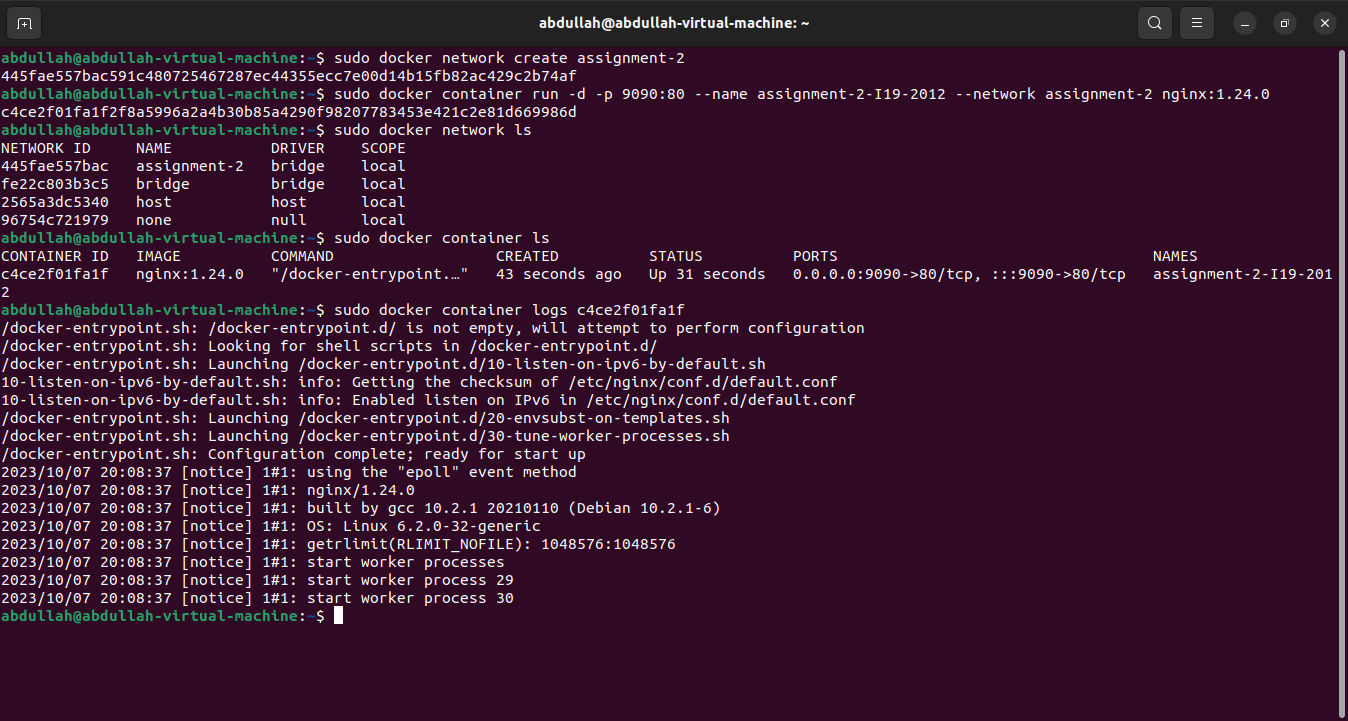 abdullah@abdullah-virtual-machine: ~
abdullah@abdullah-virtual-machine:~$ sudo docker network create assignment-2
445fae557bac591c480725467287ec44355ecc7e00d14b15fb82ac429c2b74af
abdullah@abdullah-virtual-machine:~$ sudo docker container run -d -p 9090:80 --name assignment-2-I19-2012 --network assignment-2 nginx:1.24.0
c4ce2f01fa1f2f8a5996a2a4b30b85a4290f98207783453e421c2e81d669986d
abdullah@abdullah-virtual-machine:~$ sudo docker network ls
NETWORK ID     NAME           DRIVER    SCOPE
445fae557bac   assignment-2   bridge    local
fe22c803b3c5   bridge         bridge    local
2565a3dc5340   host           host      local
96754c721979   none           null      local
abdullah@abdullah-virtual-machine:~$ sudo docker container ls
CONTAINER ID   IMAGE          COMMAND                  CREATED          STATUS          PORTS                                   NAMES
c4ce2f01fa1f   nginx:1.24.0   "/docker-entrypoint.…"   43 seconds ago   Up 31 seconds   0.0.0.0:9090->80/tcp, :::9090->80/tcp   assignment-2-I19-201
2
abdullah@abdullah-virtual-machine:~$ sudo docker container logs c4ce2f01fa1f
/docker-entrypoint.sh: /docker-entrypoint.d/ is not empty, will attempt to perform configuration
/docker-entrypoint.sh: Looking for shell scripts in /docker-entrypoint.d/
/docker-entrypoint.sh: Launching /docker-entrypoint.d/10-listen-on-ipv6-by-default.sh
10-listen-on-ipv6-by-default.sh: info: Getting the checksum of /etc/nginx/conf.d/default.conf
10-listen-on-ipv6-by-default.sh: info: Enabled listen on IPv6 in /etc/nginx/conf.d/default.conf
/docker-entrypoint.sh: Launching /docker-entrypoint.d/20-envsubst-on-templates.sh
/docker-entrypoint.sh: Launching /docker-entrypoint.d/30-tune-worker-processes.sh
/docker-entrypoint.sh: Configuration complete; ready for start up
2023/10/07 20:08:37 [notice] 1#1: using the "epoll" event method
2023/10/07 20:08:37 [notice] 1#1: nginx/1.24.0
2023/10/07 20:08:37 [notice] 1#1: built by gcc 10.2.1 20210110 (Debian 10.2.1-6)
2023/10/07 20:08:37 [notice] 1#1: OS: Linux 6.2.0-32-generic
2023/10/07 20:08:37 [notice] 1#1: getrlimit(RLIMIT_NOFILE): 1048576:1048576
2023/10/07 20:08:37 [notice] 1#1: start worker processes
2023/10/07 20:08:37 [notice] 1#1: start worker process 29
2023/10/07 20:08:37 [notice] 1#1: start worker process 30
abdullah@abdullah-virtual-machine:~$